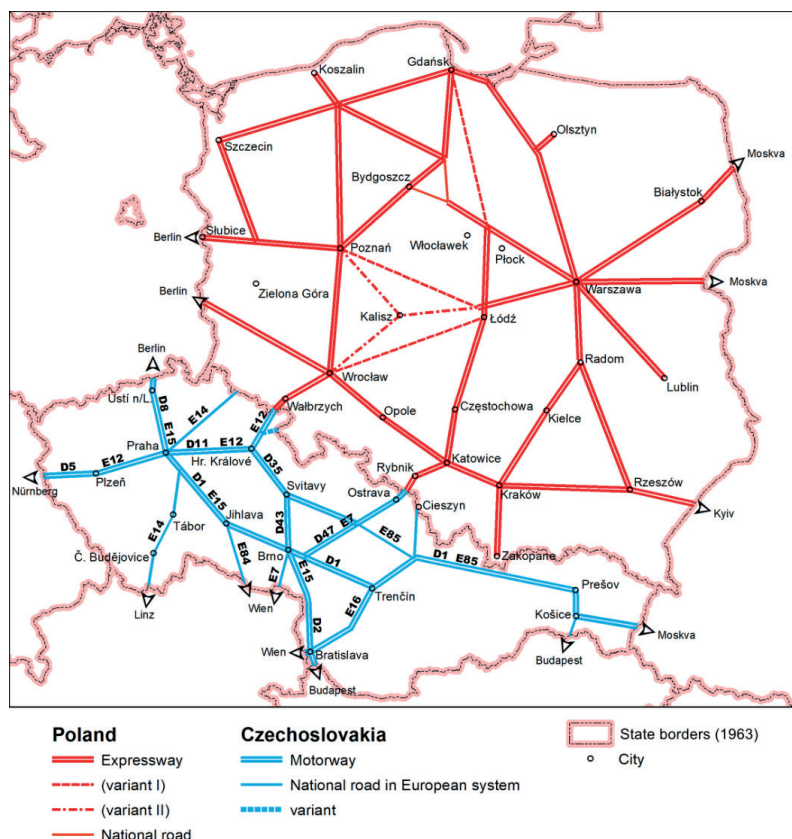 Koszalin
Gdańsk
Olsztyn
Szczecin
Moskva
Bydgoszcz
Białystok
Berlin
Słubice
Poznań
Włocławek
Płock
Berlin
Zielona Góra
Warszawa
Moskva
Kalisz
Łódź
Berlin
Radom
Wrocław
Lublin
Ústí n/L.
Wałbrzych
D8
E14
E12
Opole
Częstochowa
Kielce
E15
Praha
D11
E12
Hr. Králové
Katowice
D5
E12
Rybnik
Nürnberg
Plzeň
D35
Kraków
Rzeszów
D1
E15
Svitavy
Ostrava
Cieszyn
Kyiv
Tábor
Jihlava
D43
D47
E7
E85
E14
Č. Budějovice
E84
Brno
D1
D1
E85
Zakopane
E7
E15
Prešov
Linz
Wien
Wien
E16
Trenčín
Košice
D2
Moskva
Wien
Bratislava
Budapest
Budapest
Poland
Expressway
(variant I)
(variant II)
National road
Czechoslovakia
Motorway
National road in European system
variant
State borders (1963)
City